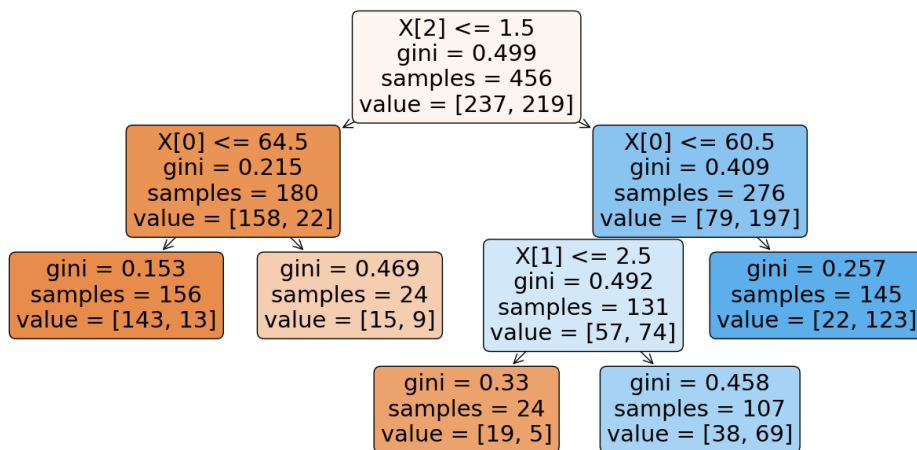 X[2] <= 1.5
gini = 0.499
samples = 456
value = [237, 219]
X[0] <= 64.5
gini = 0.215
samples = 180
value = [158, 22]
X[0] <= 60.5
gini = 0.409
samples = 276
value = [79, 197]
gini = 0.153
samples = 156
value = [143, 13]
gini = 0.469
samples = 24
value = [15, 9]
X[1] <= 2.5
gini = 0.492
samples = 131
value = [57, 74]
gini = 0.257
samples = 145
value = [22, 123]
gini = 0.33
samples = 24
value = [19, 5]
gini = 0.458
samples = 107
value = [38, 69]